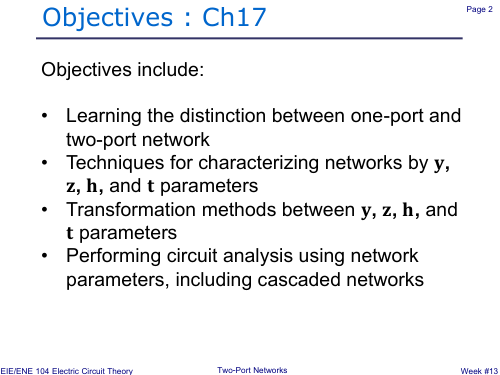 Objectives : Ch17
Page 2
Objectives include:
• Learning the distinction between one-port and
two-port network
• Techniques for characterizing networks by y,
z, h, and t parameters
• Transformation methods between y, z, h, and
t parameters
• Performing circuit analysis using network
parameters, including cascaded networks
EIE/ENE 104 Electric Circuit Theory
Two-Port Networks
Week #13